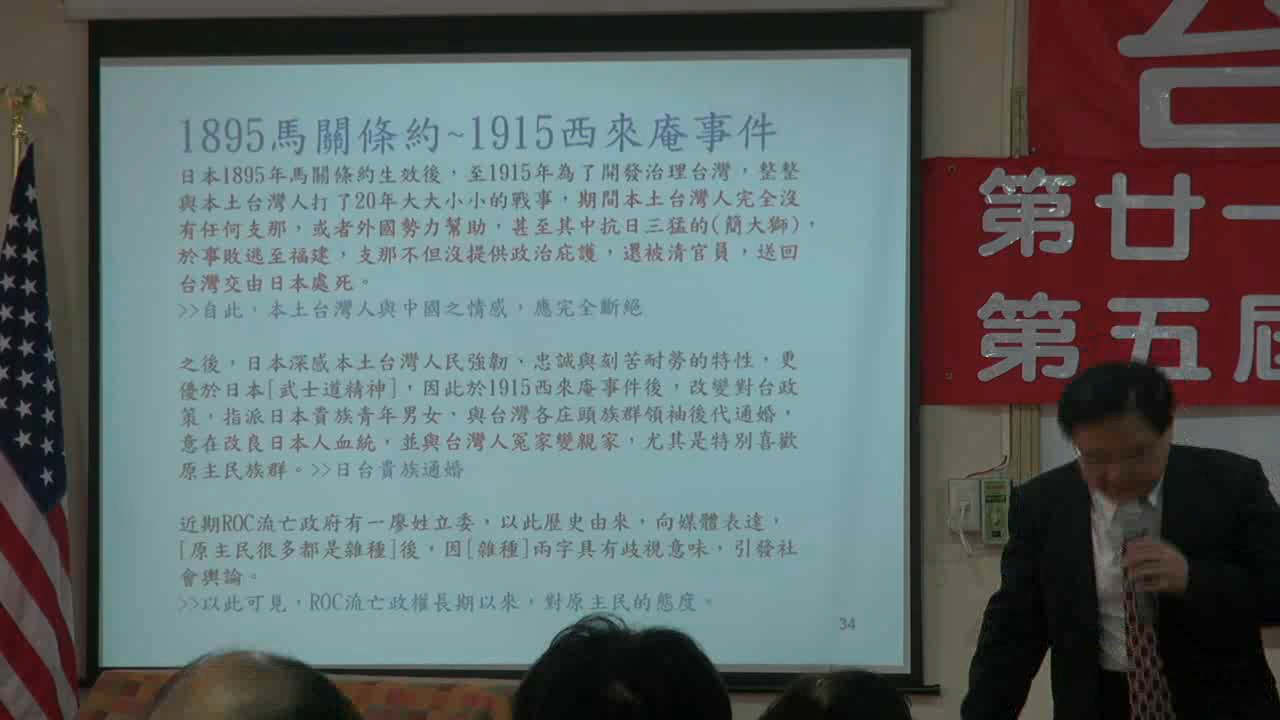 1895馬關條約~1915西來庵事件
日本1895年馬關條約生效後，至1915年為了開發治理台灣，整整
與本土台灣人打了20年大大小小的戰事，期間本土台灣人完全沒
有任何支那，或者外國勢力幫助，甚至其中抗日三猛的(簡大獅)，
於事敗逃至福建，支那不但沒提供政治庇護，還被清官員，送回
台灣交由日本處死。
>>自此，本土台灣人與中國之情感，應完全斷絕
之後，日本深感本土台灣人民強韌、忠誠與刻苦耐勞的特性，更
優於日本[武士道精神]，因此於1915西來庵事件後，改變對台政
策，指派日本貴族青年男女、與台灣各庄頭族群領袖後代通婚，
意在改良日本人血統，並與台灣人冤家變親家，尤其是特別喜歡
原主民族群。>>日台貴族通婚
近期ROC流亡政府有一廖姓立委，以此歷史由來，向媒體表達，
[原主民很多都是雜種]後，因[雜種]兩字具有歧視意味，引發社
會輿論。
>>以此可見，ROC流亡政權長期以來，對原主民的態度。
34
台
第廿一
第五屆